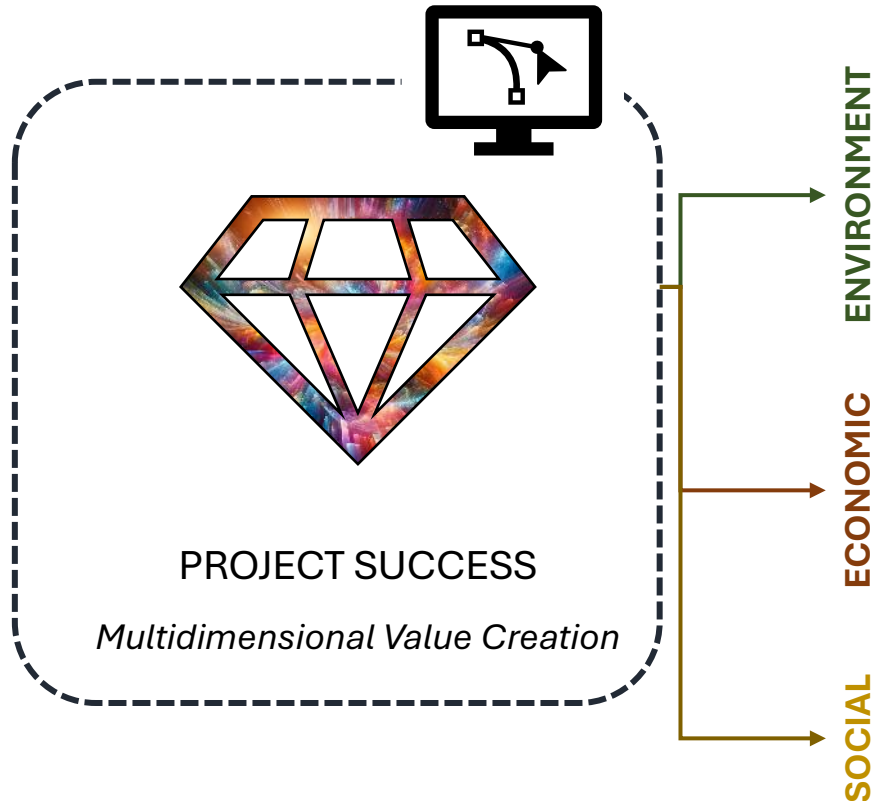 PROJECT SUCCESS
Multidimensional Value Creation
ENVIRONMENT
ECONOMIC
SOCIAL